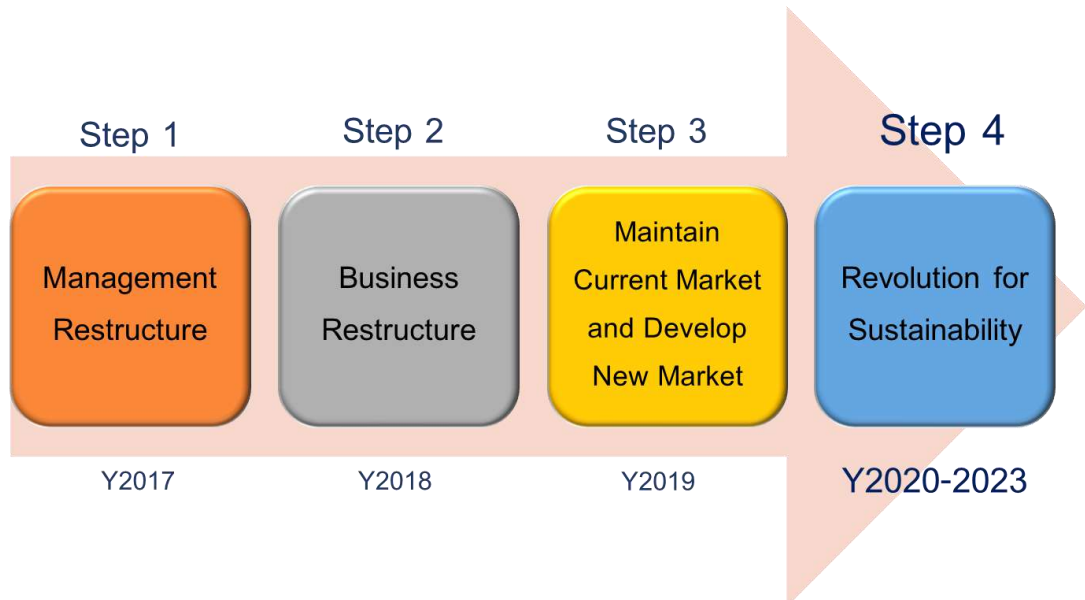 Step 1
Step 2
Step 3
Step 4
Management
Restructure
Business
Restructure
Maintain
Current Market
and Develop
New Market
Revolution for
Sustainability
Y2017
Y2018
Y2019
Y2020-2023